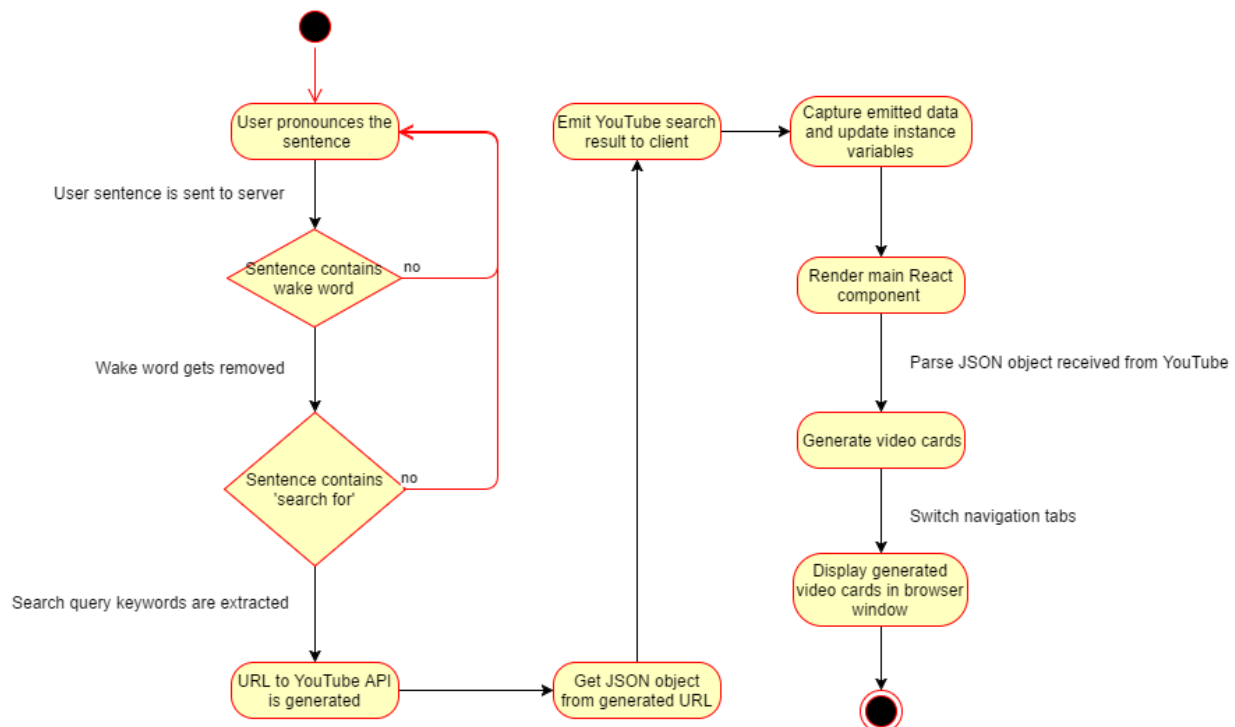 User pronounces the
sentence
User sentence is sent to server
Sentence contains
wake word
no
Wake word gets removed
Sentence contains
'search for'
no
Search query keywords are extracted
URL to YouTube API
is generated
Get JSON object
from generated URL
Emit YouTube search
result to client
Capture emitted data
and update instance
variables
Render main React
component
Parse JSON object received from YouTube
Generate video cards
Switch navigation tabs
Display generated
video cards in browser
window